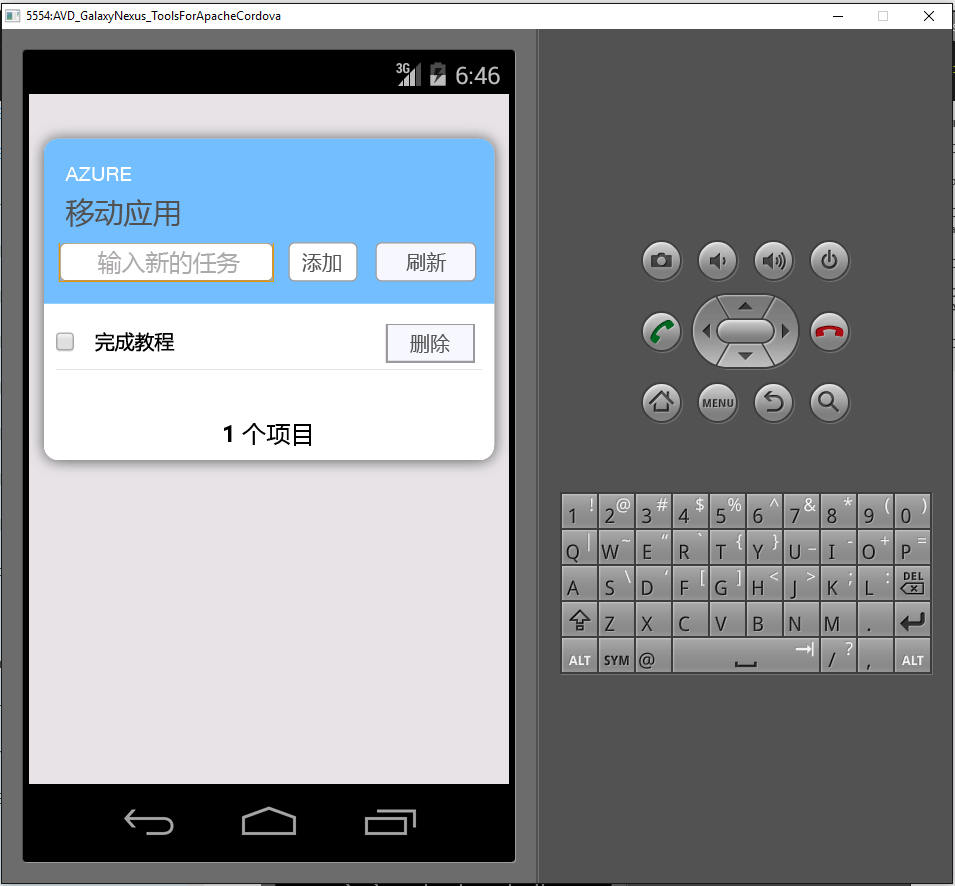 5554:AVD_GalaxyNexus_ToolsForApacheCordova
3G 6:46
AZURE
移动应用
输入新的任务 添加 刷新
完成教程 删除
1 个项目
MENU
1 ! 2 @ 3 # 4 $ 5 % 6 ^ 7 & 8 * 9 ( 0 )
Q | W ~ E “ R ` T { Y } U _ I - O + P =
A S \ D ‘ F [ G ] H < J > K ; L : DEL
Z X C V B N M .
ALT SYM @ / ? , ALT